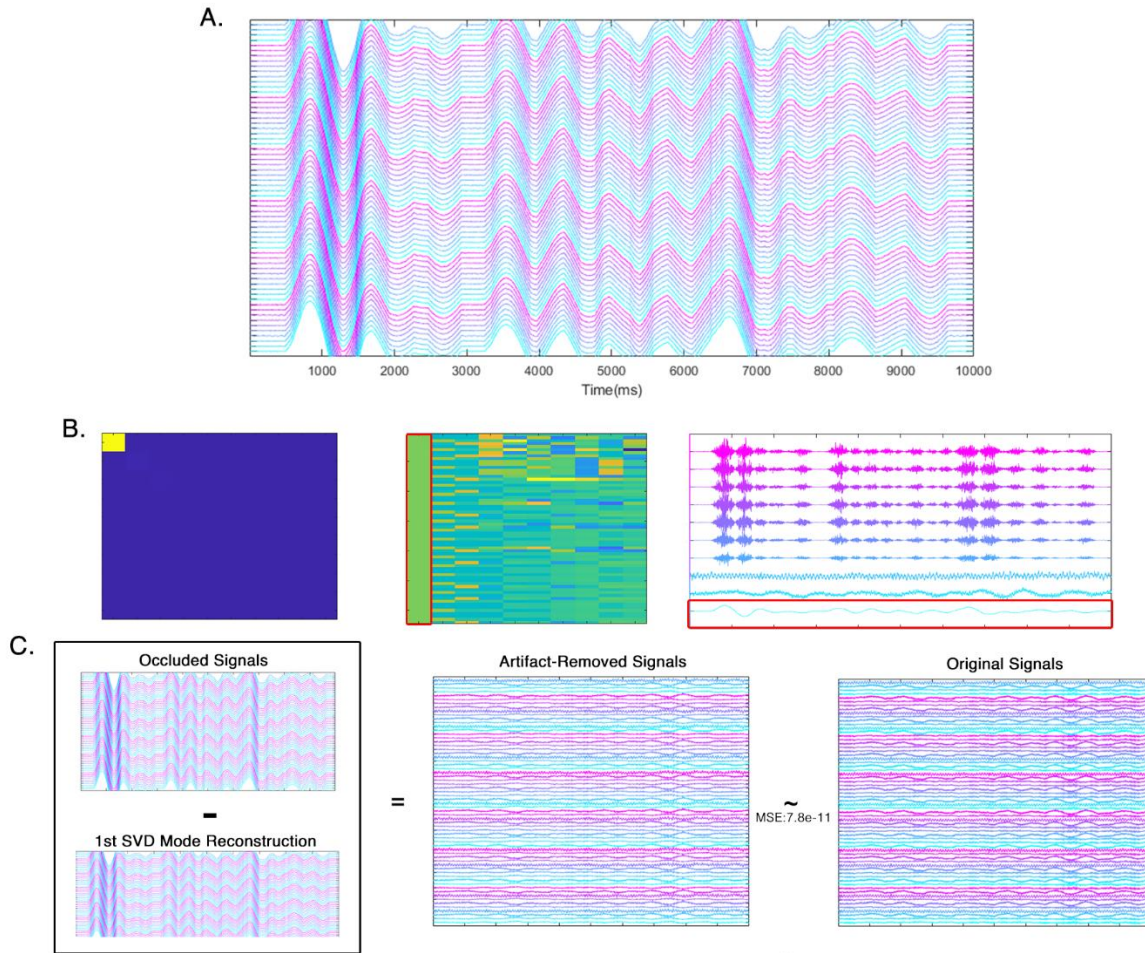 A.
1000 2000 3000 4000 5000 6000 7000 8000 9000 10000
Time(ms)
B.
C.
Occluded Signals
-
1st SVD Mode Reconstruction
=
Artifact-Removed Signals
~
MSE:7.8e-11
Original Signals